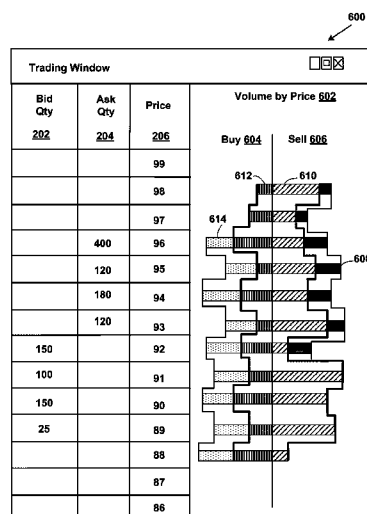 600
Trading Window
Bid Qty 202
Ask Qty 204
Price 206
Volume by Price 602
Buy 604
Sell 606
612
610
614
608
99
98
97
400 96
120 95
180 94
120 93
150 92
100 91
150 90
25 89
88
87
86